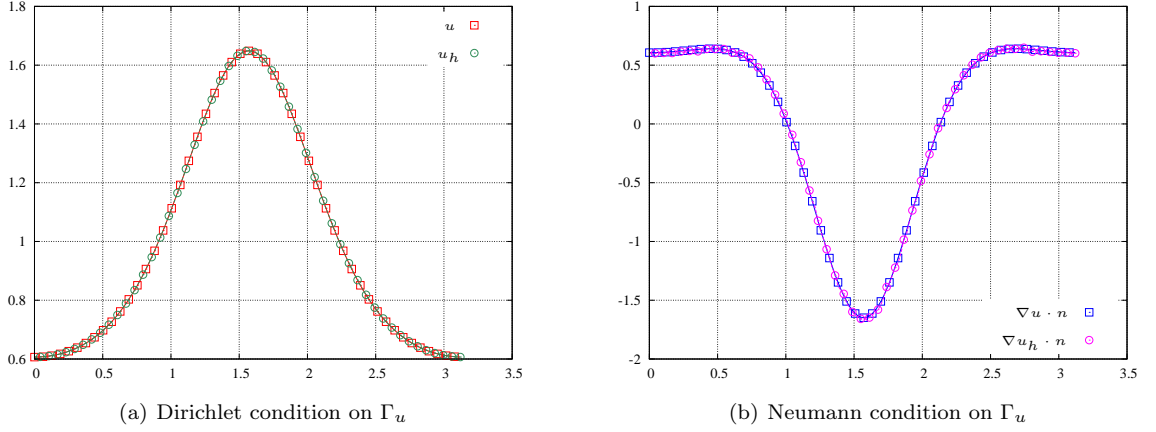 1.8
1.6
1.4
1.2
1
0.8
0.6
0 0.5 1 1.5 2 2.5 3 3.5
u
u_h
(a) Dirichlet condition on Γ_u
1
0.5
0
-0.5
-1
-1.5
-2
0 0.5 1 1.5 2 2.5 3 3.5
∇u · n
∇u_h · n
(b) Neumann condition on Γ_u